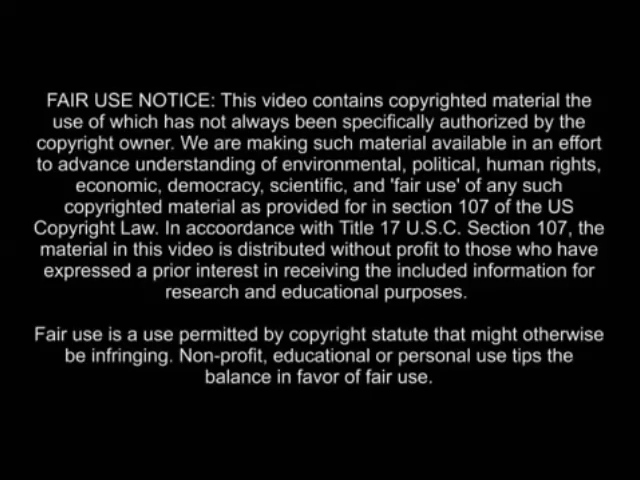 FAIR USE NOTICE: This video contains copyrighted material the
use of which has not always been specifically authorized by the
copyright owner. We are making such material available in an effort
to advance understanding of environmental, political, human rights,
economic, democracy, scientific, and 'fair use' of any such
copyrighted material as provided for in section 107 of the US
Copyright Law. In accoordance with Title 17 U.S.C. Section 107, the
material in this video is distributed without profit to those who have
expressed a prior interest in receiving the included information for
research and educational purposes.
Fair use is a use permitted by copyright statute that might otherwise
be infringing. Non-profit, educational or personal use tips the
balance in favor of fair use.